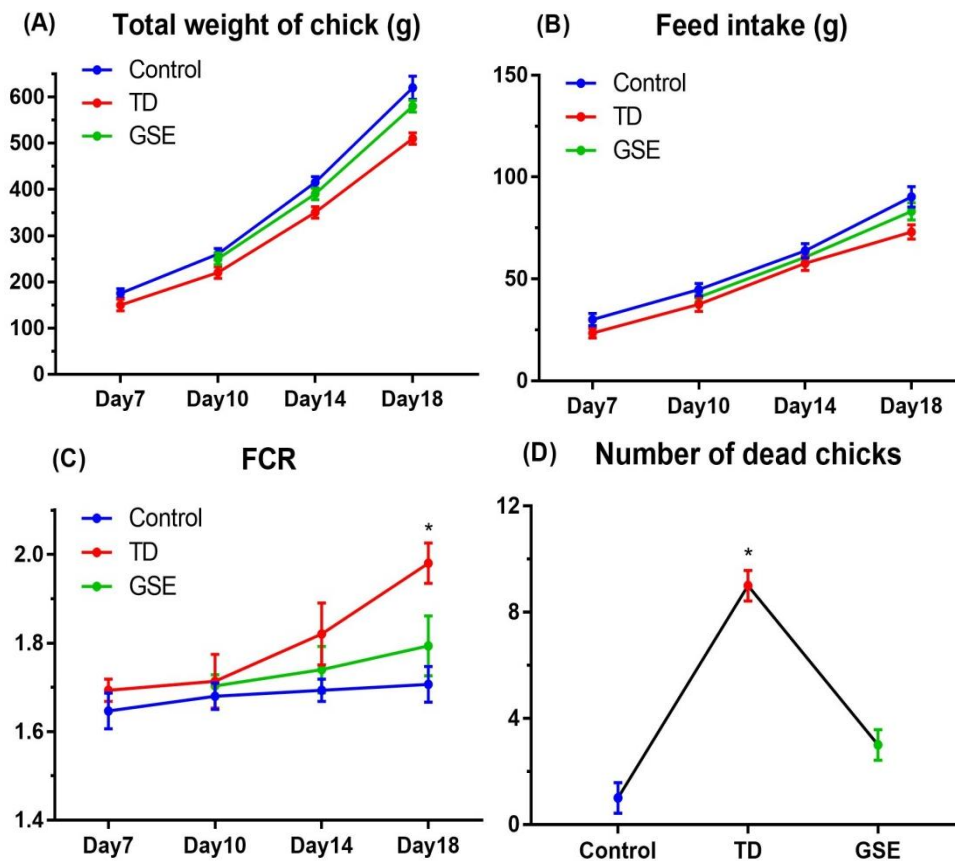 (A) Total weight of chick (g)
Control
TD
GSE
600
500
400
300
200
100
0
Day7 Day10 Day14 Day18
(B) Feed intake (g)
Control
TD
GSE
150
100
50
0
Day7 Day10 Day14 Day18
(C) FCR
Control
TD
GSE
*
2.0
1.8
1.6
1.4
Day7 Day10 Day14 Day18
(D) Number of dead chicks
12
*
8
4
0
Control TD GSE